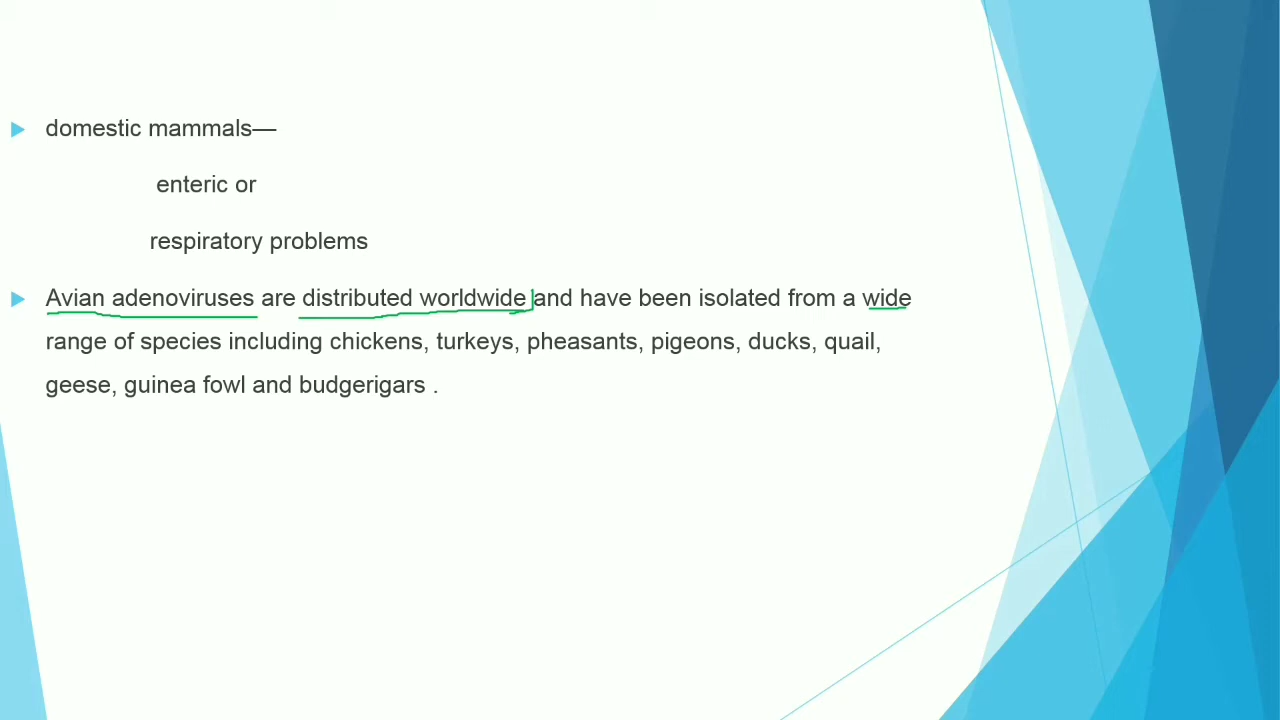 domestic mammals—
enteric or
respiratory problems
Avian adenoviruses are distributed worldwide and have been isolated from a wide
range of species including chickens, turkeys, pheasants, pigeons, ducks, quail,
geese, guinea fowl and budgerigars .